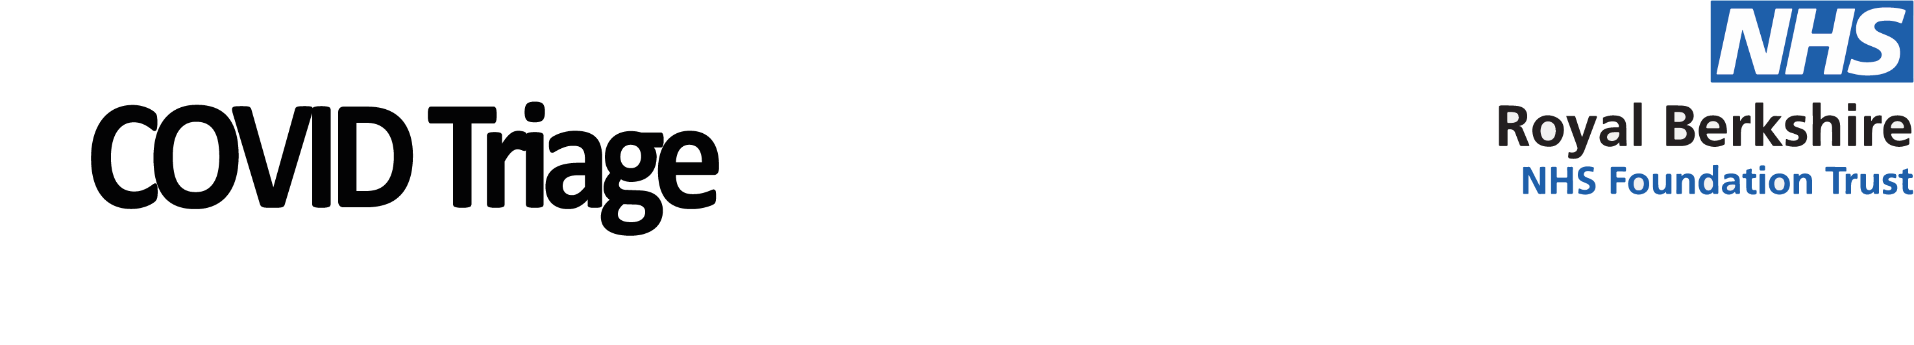 NHS
COVID Triage
Royal Berkshire
NHS Foundation Trust